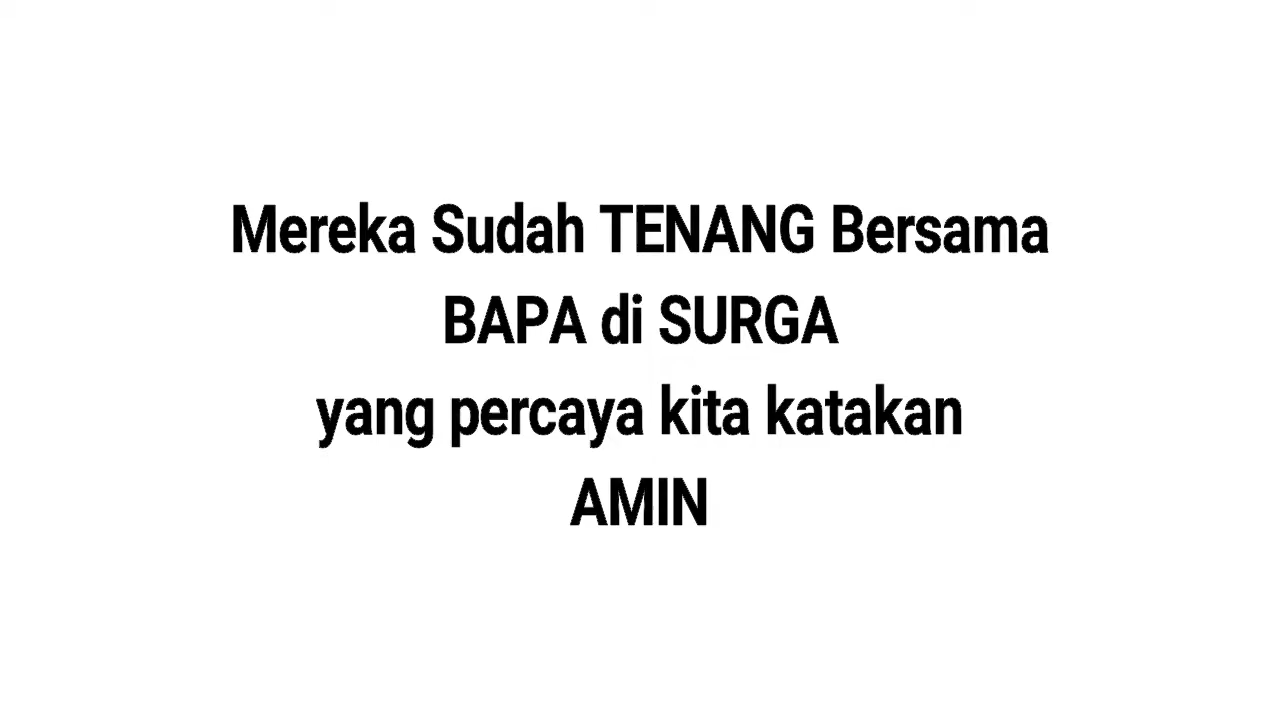 Mereka Sudah TENANG Bersama
BAPA di SURGA
yang percaya kita katakan
AMIN